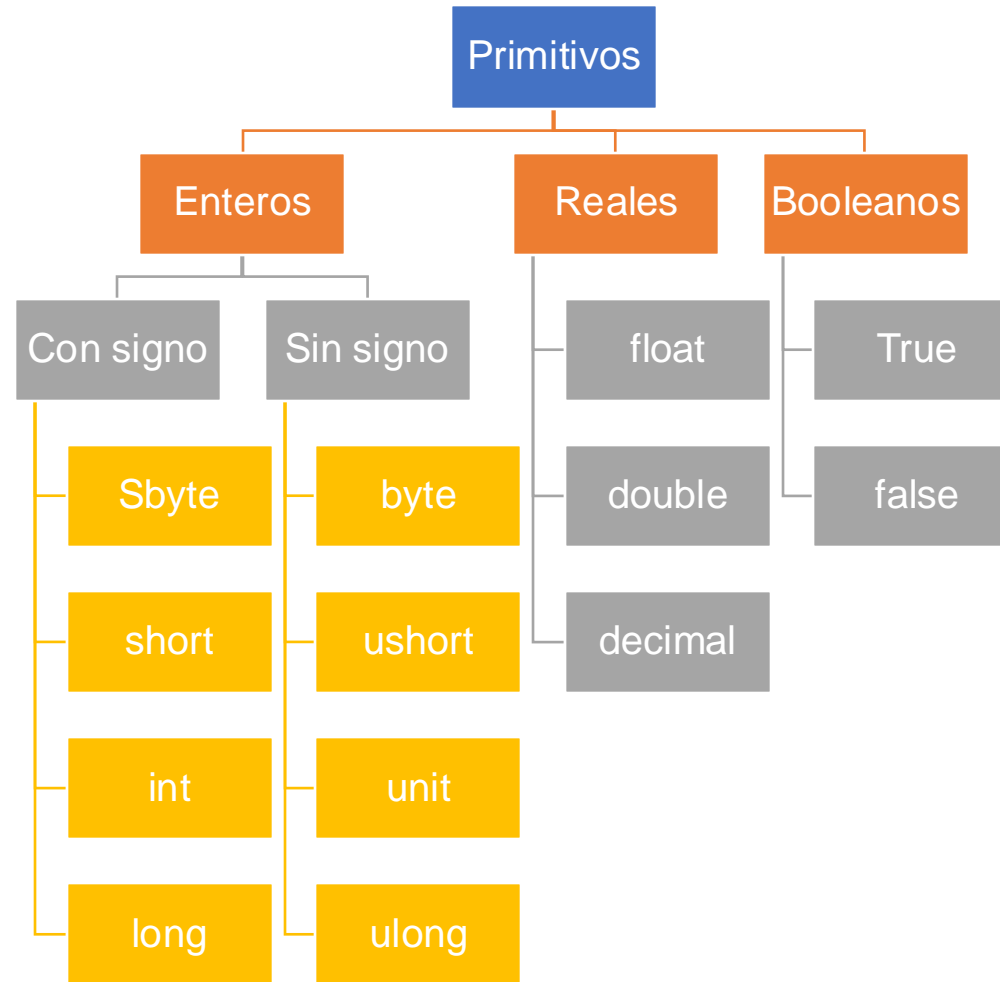 Primitivos
Enteros
Reales
Booleanos
Con signo
Sin signo
float
True
Sbyte
byte
double
false
short
ushort
decimal
int
unit
long
ulong